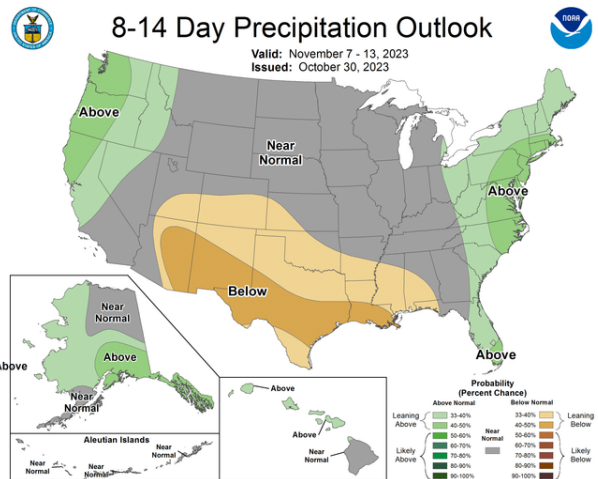 8-14 Day Precipitation Outlook
Valid: November 7 - 13, 2023
Issued: October 30, 2023
NOAA
Above
Near
Normal
Above
Below
Above
Near
Normal
Above
Near
Normal
Above
Aleutian Islands
Near
Normal
Near
Normal
Near
Normal
Above
Above
Near
Normal
Above
Probability
(Percent Chance)
Above Normal
Below Normal
Leaning
Above
33-40%
40-50%
Likely
Above
50-60%
60-70%
70-80%
80-90%
90-100%
Near
Normal
33-40%
40-50%
Leaning
Below
50-60%
60-70%
70-80%
80-90%
90-100%
Likely
Below